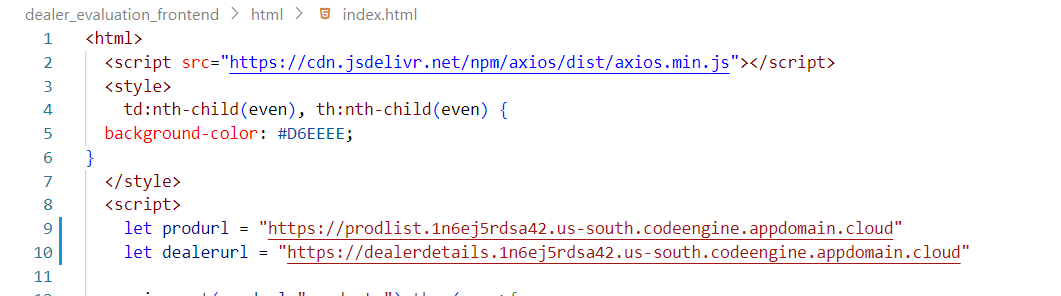 dealer_evaluation_frontend > html > index.html
1 <html>
2 <script src="https://cdn.jsdelivr.net/npm/axios/dist/axios.min.js"></script>
3 <style>
4 td:nth-child(even), th:nth-child(even) {
5 background-color: #D6EEEE;
6 }
7 </style>
8 <script>
9 let produrl = "https://prodlist.1n6ej5rdsa42.us-south.codeengine.appdomain.cloud"
10 let dealerurl = "https://dealerdetails.1n6ej5rdsa42.us-south.codeengine.appdomain.cloud"
11